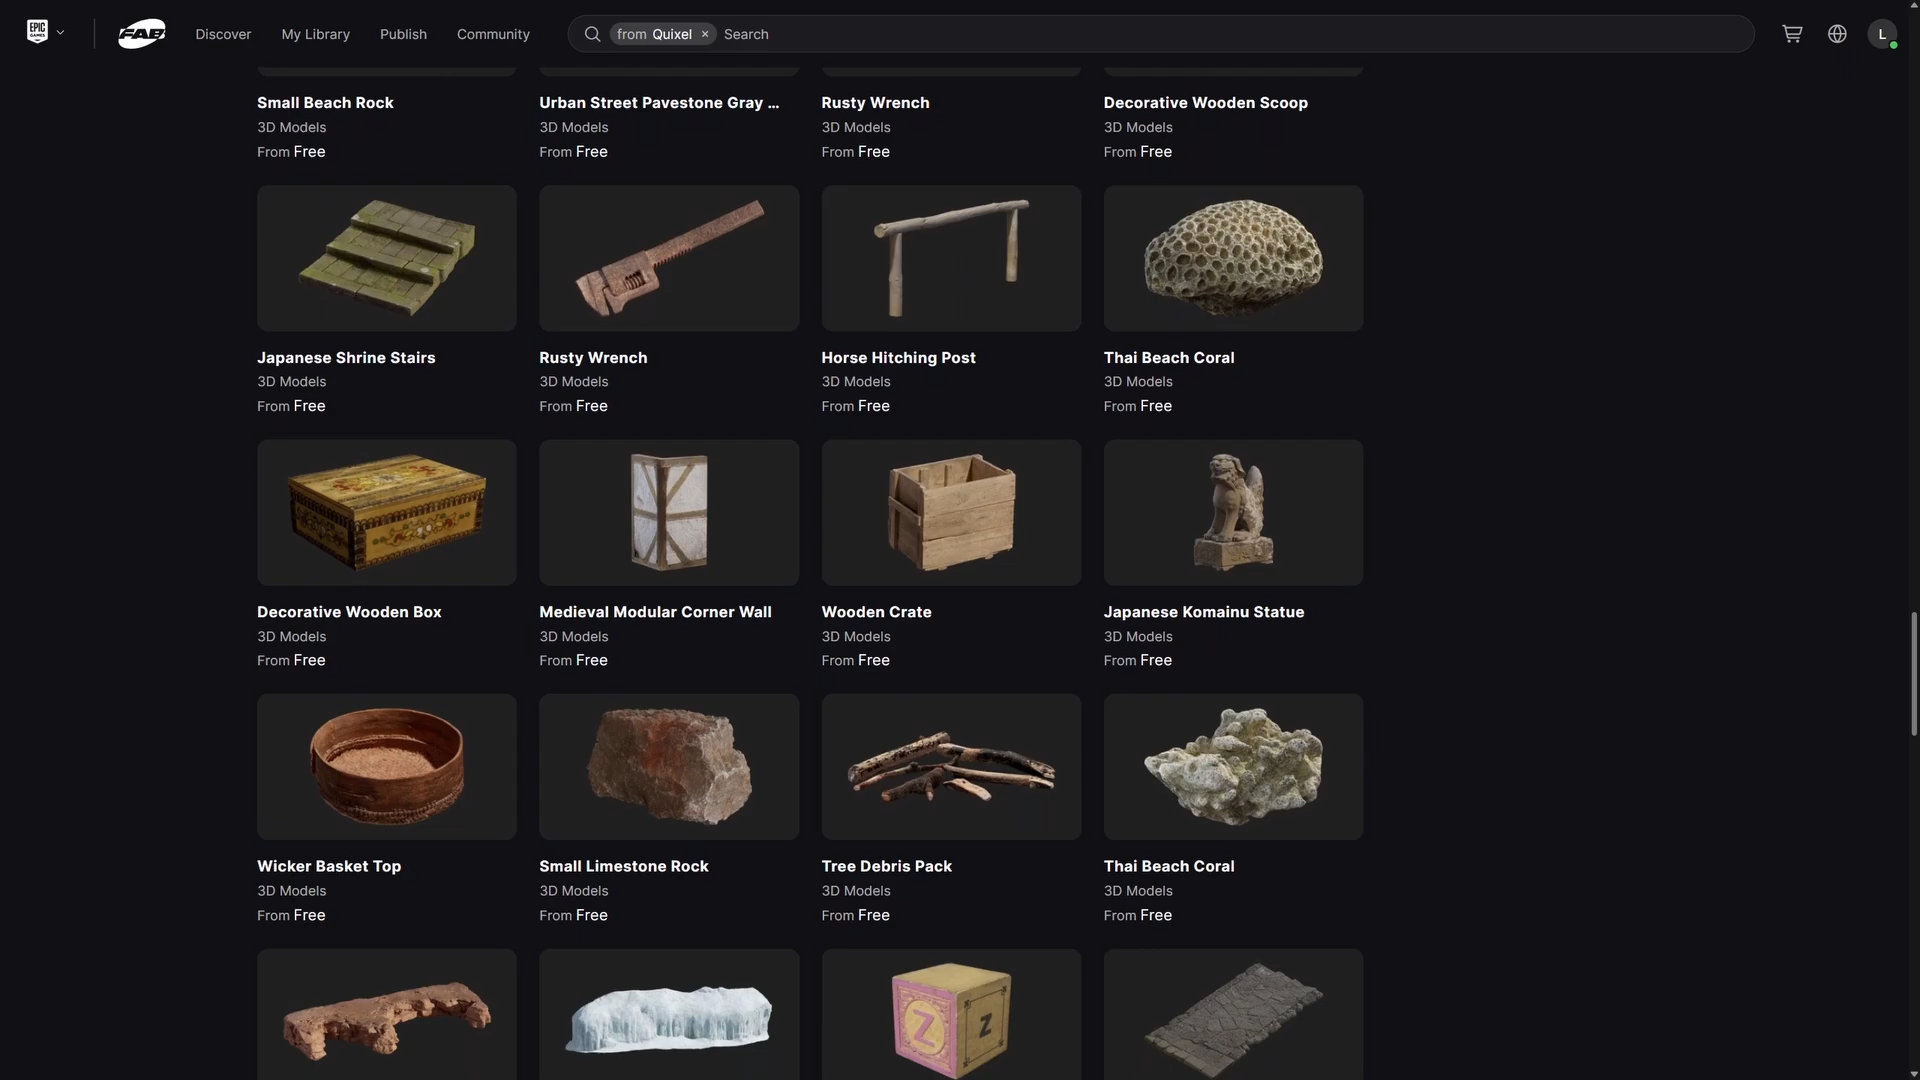 EPIC GAMES
FAB
Discover
My Library
Publish
Community
from Quixel × Search
L
Small Beach Rock
3D Models
From Free
Urban Street Pavestone Gray ...
3D Models
From Free
Rusty Wrench
3D Models
From Free
Decorative Wooden Scoop
3D Models
From Free
Japanese Shrine Stairs
3D Models
From Free
Rusty Wrench
3D Models
From Free
Horse Hitching Post
3D Models
From Free
Thai Beach Coral
3D Models
From Free
Decorative Wooden Box
3D Models
From Free
Medieval Modular Corner Wall
3D Models
From Free
Wooden Crate
3D Models
From Free
Japanese Komainu Statue
3D Models
From Free
Wicker Basket Top
3D Models
From Free
Small Limestone Rock
3D Models
From Free
Tree Debris Pack
3D Models
From Free
Thai Beach Coral
3D Models
From Free
Z
Z